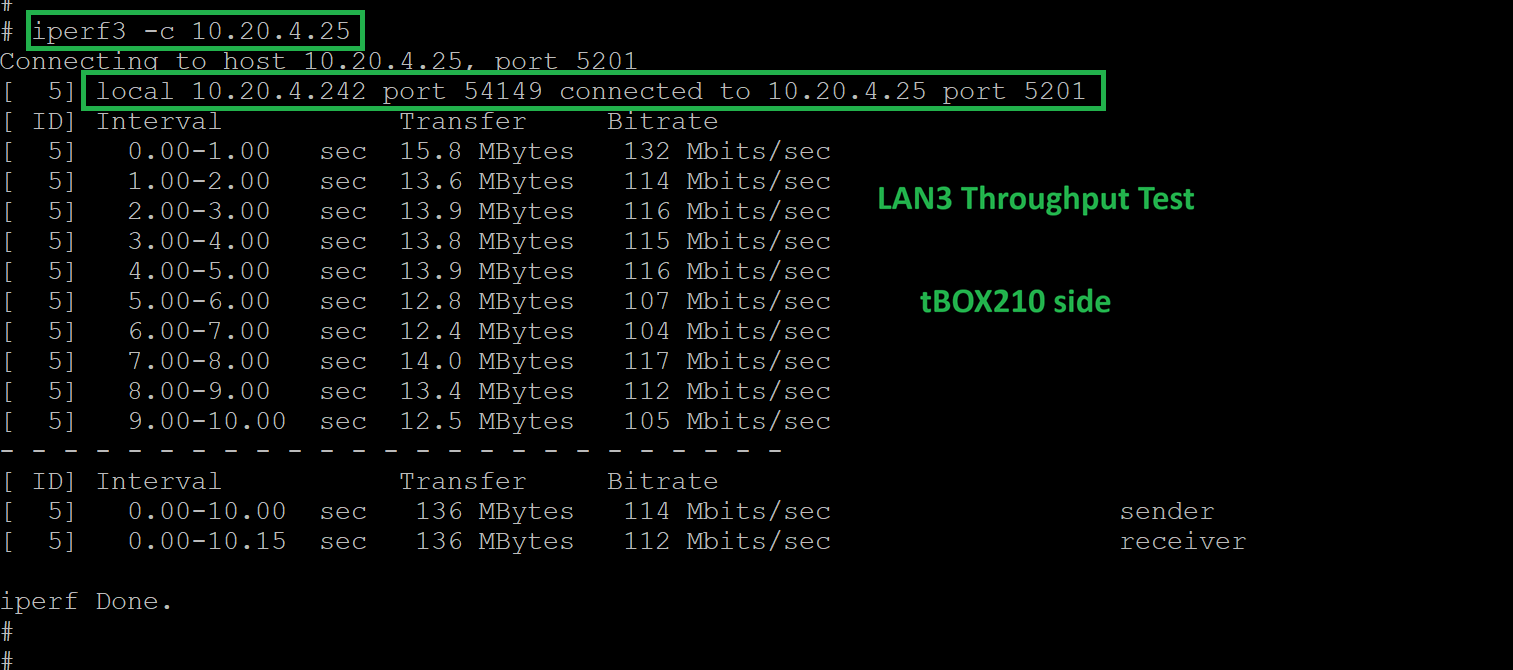 #
# iperf3 -c 10.20.4.25
Connecting to host 10.20.4.25, port 5201
[  5] local 10.20.4.242 port 54149 connected to 10.20.4.25 port 5201
[ ID] Interval           Transfer     Bitrate
[  5]   0.00-1.00   sec  15.8 MBytes   132 Mbits/sec
[  5]   1.00-2.00   sec  13.6 MBytes   114 Mbits/sec
LAN3 Throughput Test
[  5]   2.00-3.00   sec  13.9 MBytes   116 Mbits/sec
[  5]   3.00-4.00   sec  13.8 MBytes   115 Mbits/sec
[  5]   4.00-5.00   sec  13.9 MBytes   116 Mbits/sec
[  5]   5.00-6.00   sec  12.8 MBytes   107 Mbits/sec
tBOX210 side
[  5]   6.00-7.00   sec  12.4 MBytes   104 Mbits/sec
[  5]   7.00-8.00   sec  14.0 MBytes   117 Mbits/sec
[  5]   8.00-9.00   sec  13.4 MBytes   112 Mbits/sec
[  5]   9.00-10.00  sec  12.5 MBytes   105 Mbits/sec
- - - - - - - - - - - - - - - - - - - - - - - - -
[ ID] Interval           Transfer     Bitrate
[  5]   0.00-10.00  sec   136 MBytes   114 Mbits/sec                  sender
[  5]   0.00-10.15  sec   136 MBytes   112 Mbits/sec                  receiver
iperf Done.
#
#